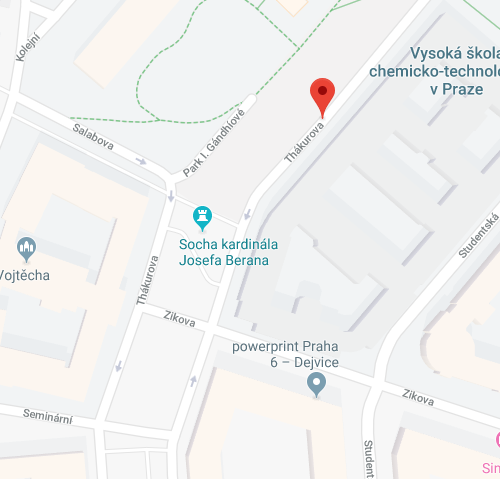 Kolejní
Vysoká škola
chemicko-technolo
v Praze
Salabova
Park I. Gándhíové
Thákurova
Socha kardinála
Josefa Berana
Studentská
Vojtěcha
Thákurova
Zikova
powerprint Praha
6 – Dejvice
Zikova
Seminární
Student
Sin